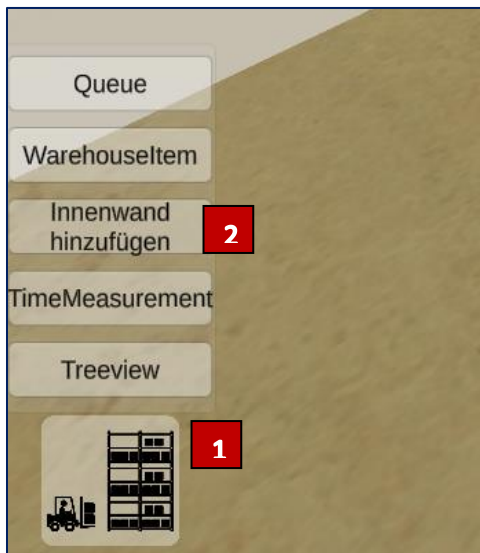 Queue
WarehouseItem
Innenwand
hinzufügen
2
TimeMeasurement
Treeview
1